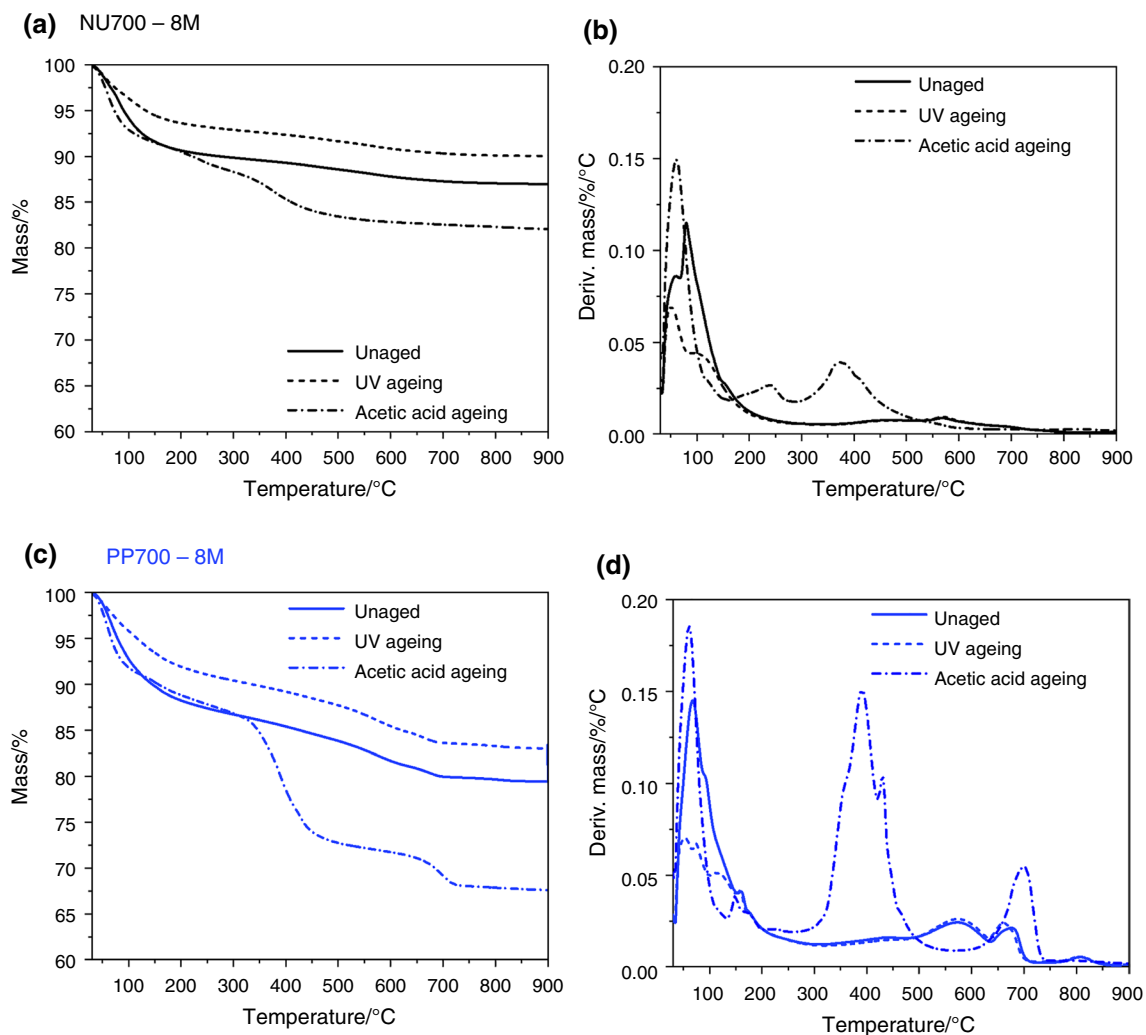 (a) NU700 – 8M
100
95
90
85
80
75
70
65
60
Mass/%
Unaged
UV ageing
Acetic acid ageing
100 200 300 400 500 600 700 800 900
Temperature/°C
(b)
0.20
0.15
0.10
0.05
0.00
Deriv. mass/%/°C
Unaged
UV ageing
Acetic acid ageing
100 200 300 400 500 600 700 800 900
Temperature/°C
(c) PP700 – 8M
100
95
90
85
80
75
70
65
60
Mass/%
Unaged
UV ageing
Acetic acid ageing
100 200 300 400 500 600 700 800 900
Temperature/°C
(d)
0.20
0.15
0.10
0.05
0.00
Deriv. mass/%/°C
Unaged
UV ageing
Acetic acid ageing
100 200 300 400 500 600 700 800 900
Temperature/°C